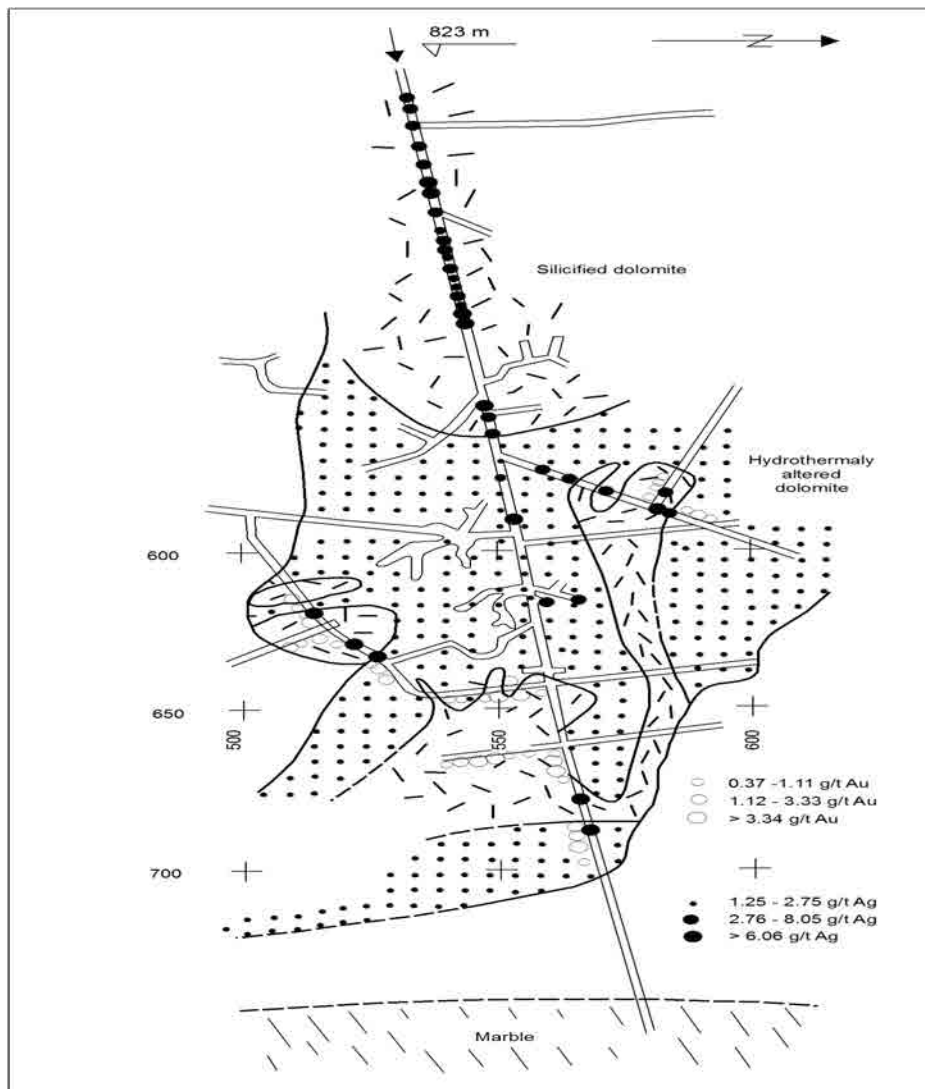 823 m
N
Silicified dolomite
Hydrothermaly
altered
dolomite
600
650
500
550
600
0.37 -1.11 g/t Au
1.12 - 3.33 g/t Au
> 3.34 g/t Au
700
1.25 - 2.75 g/t Ag
2.76 - 8.05 g/t Ag
> 6.06 g/t Ag
Marble